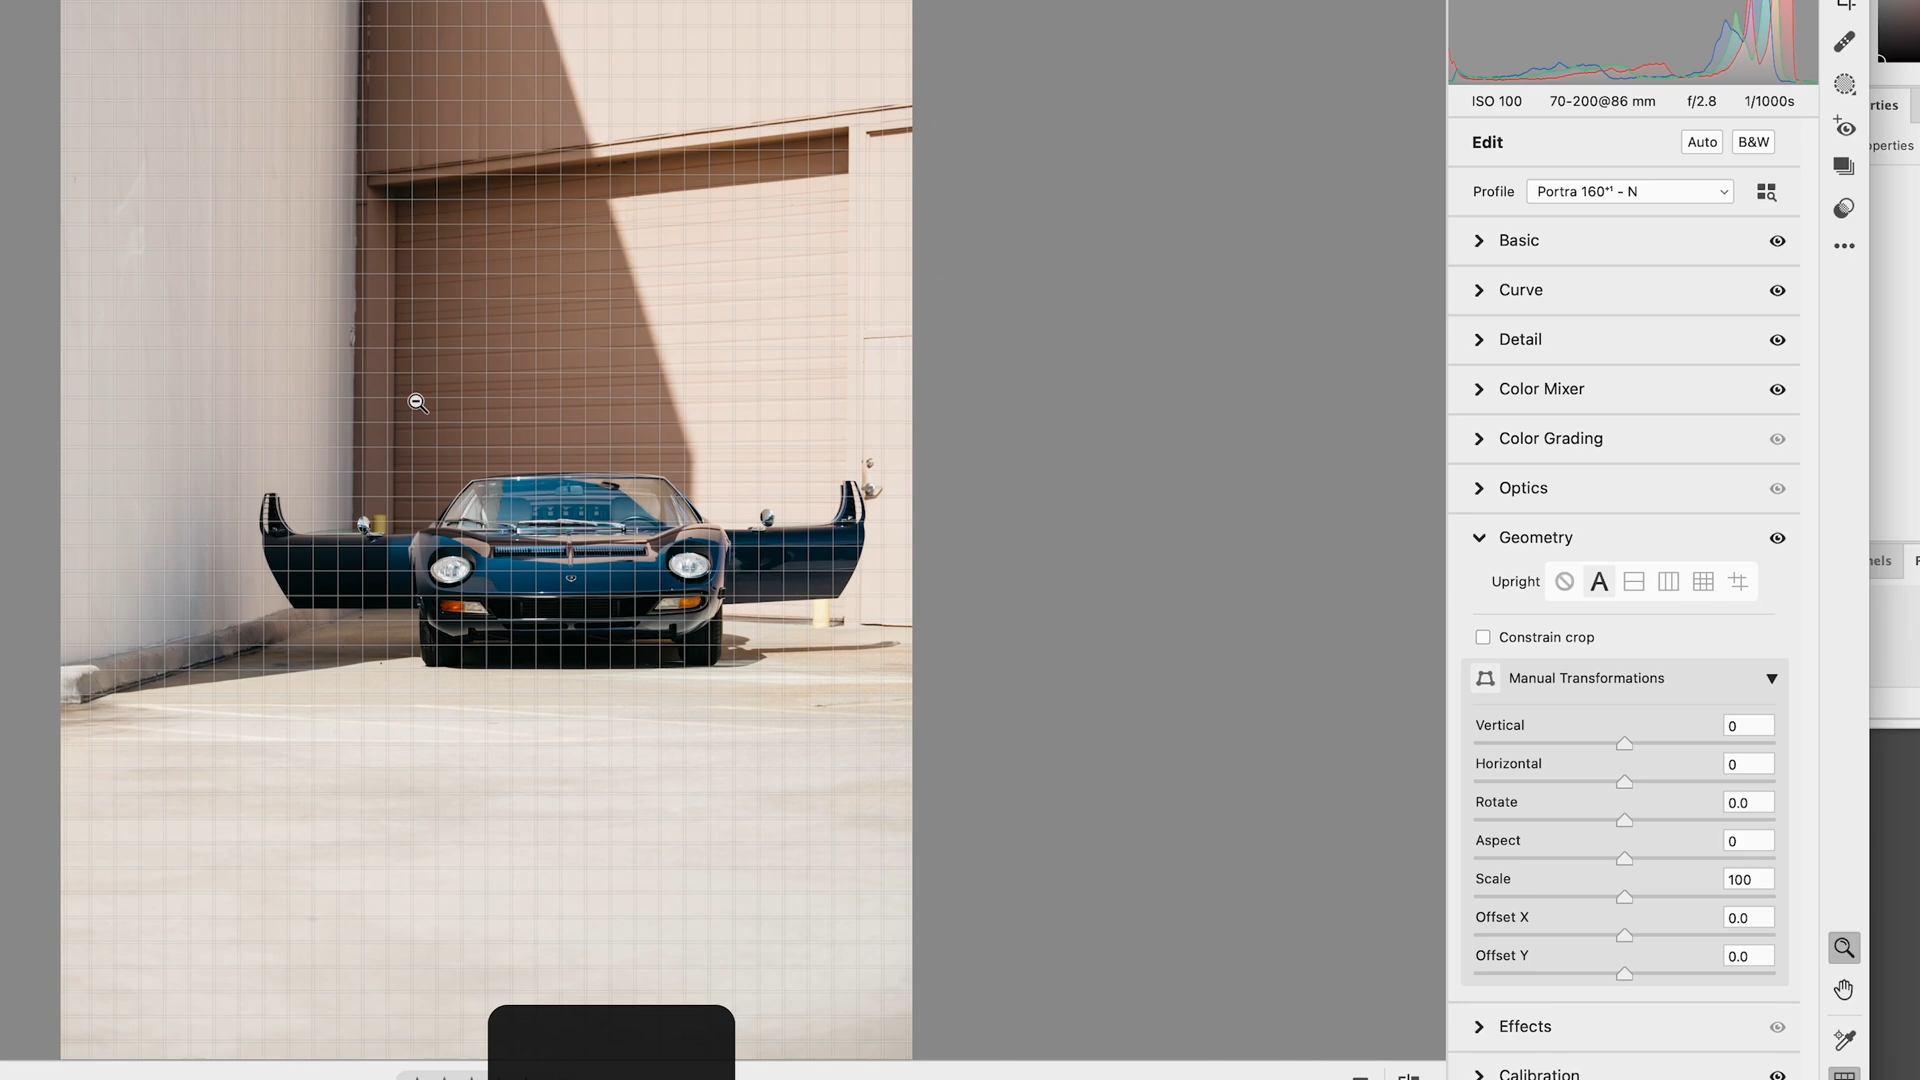 ISO 100 70-200@86 mm f/2.8 1/1000s
Edit Auto B&W
rties
Profile Portra 160⁺¹ - N
operties
Basic
Curve
Detail
Color Mixer
Color Grading
Optics
Geometry
nels
Upright A
Constrain crop
Manual Transformations
Vertical 0
Horizontal 0
Rotate 0.0
Aspect 0
Scale 100
Offset X 0.0
Offset Y 0.0
Effects
Calibration